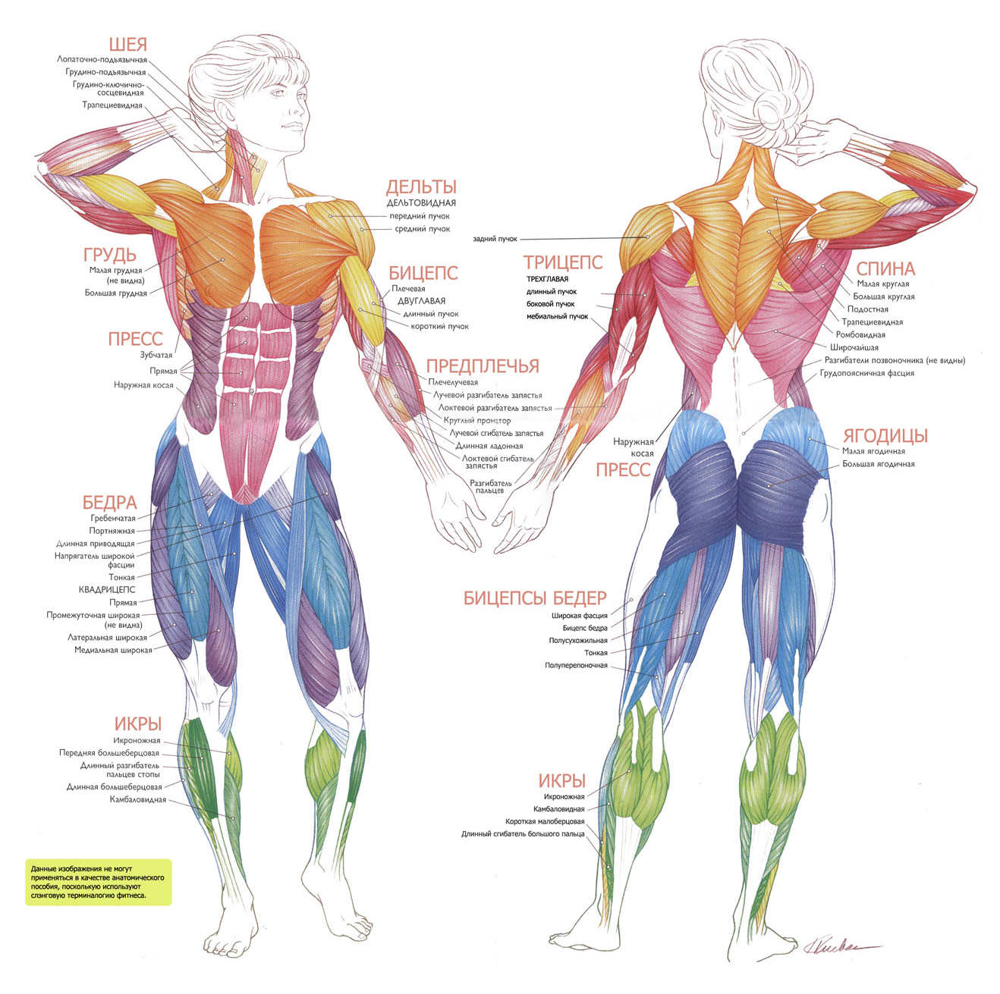 ШЕЯ
Лопаточно-подъязычная
Грудино-подъязычная
Грудино-ключично-
сосцевидная
Трапециевидная
ГРУДЬ
Малая грудная
(не видна)
Большая грудная
ПРЕСС
Зубчатая
Прямая
Наружная косая
БЕДРА
Гребенчатая
Портняжная
Длинная приводящая
Напрягатель широкой
фасции
Тонкая
КВАДРИЦЕПС
Прямая
Промежуточная широкая
(не видна)
Латеральная широкая
Медиальная широкая
ИКРЫ
Икроножная
Передняя большеберцовая
Длинный разгибатель
пальцев стопы
Длинная большеберцовая
Камбаловидная
Данные изображения не могут
применяться в качестве анатомического
пособия, посколькую используют
слэнговую терминалогию фитнеса.
ДЕЛЬТЫ
ДЕЛЬТОВИДНАЯ
передний пучок
средний пучок
БИЦЕПС
Плечевая
ДВУГЛАВАЯ
длинный пучок
короткий пучок
ПРЕДПЛЕЧЬЯ
Плечелучевая
Лучевой разгибатель запястья
Локтевой разгибатель запястья
Круглый пронатор
Лучевой сгибатель запястья
Длинная ладонная
Локтевой сгибатель
запястья
Разгибатель
пальцев
задний пучок
ТРИЦЕПС
ТРЕХГЛАВАЯ
длинный пучок
боковой пучок
мебиальный пучок
СПИНА
Малая круглая
Большая круглая
Подостная
Трапециевидная
Ромбовидная
Широчайшая
Разгибатели позвоночника (не видны)
Грудопоясничная фасция
Наружная
косая
ПРЕСС
ЯГОДИЦЫ
Малая ягодичная
Большая ягодичная
БИЦЕПСЫ БЕДЕР
Широкая фасция
Бицепс бедра
Полусухожильная
Тонкая
Полуперепоночная
ИКРЫ
Икроножная
Камбаловидная
Короткая малоберцовая
Длинный сгибатель большого пальца